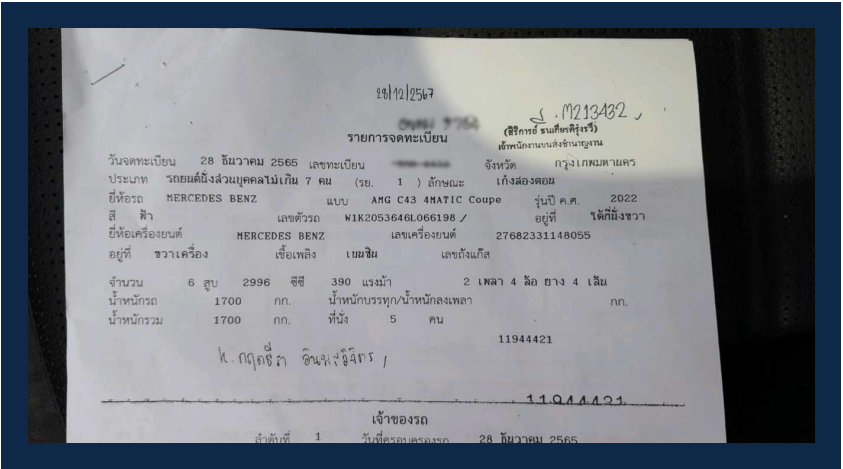 28/12/2567
J. M213432
(สิริการย์ ธนเกียรติรุ่งรวี)
รายการจดทะเบียน
เจ้าพนักงานขนส่งชำนาญงาน
วันจดทะเบียน 28 ธันวาคม 2565 เลขทะเบียน จังหวัด กรุงเทพมหานคร
ประเภท รถยนต์นั่งส่วนบุคคลไม่เกิน 7 คน (รย. 1 ) ลักษณะ เก๋งสองตอน
ยี่ห้อรถ MERCEDES BENZ แบบ AMG C43 4MATIC Coupe รุ่นปี ค.ศ. 2022
สี ฟ้า เลขตัวรถ W1K2053646L066198 อยู่ที่ ใต้ที่นั่งขวา
ยี่ห้อเครื่องยนต์ MERCEDES BENZ เลขเครื่องยนต์ 27682331148055
อยู่ที่ ขวาเครื่อง เชื้อเพลิง เบนซิน เลขถังแก๊ส
จำนวน 6 สูบ 2996 ซีซี 390 แรงม้า 2 เพลา 4 ล้อ ยาง 4 เส้น
น้ำหนักรถ 1700 กก. น้ำหนักบรรทุก/น้ำหนักลงเพลา กก.
น้ำหนักรวม 1700 กก. ที่นั่ง 5 คน
11944421
11944421
เจ้าของรถ
ลำดับที่ 1 วันที่ครอบครองรถ 28 ธันวาคม 2565